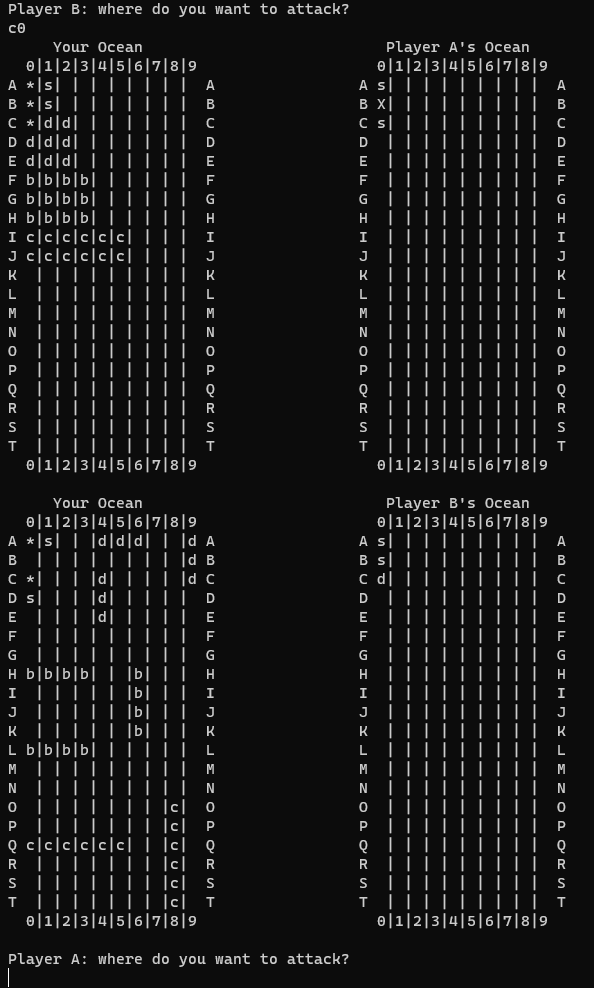 Player B: where do you want to attack?
c0
     Your Ocean                           Player A's Ocean
  0|1|2|3|4|5|6|7|8|9                    0|1|2|3|4|5|6|7|8|9
A *|s| | | | | | | |   A                A s| | | | | | | | |   A
B *|s| | | | | | | |   B                B X| | | | | | | | |   B
C *|d|d| | | | | | |   C                C s| | | | | | | | |   C
D d|d|d| | | | | | |   D                D  | | | | | | | | |   D
E d|d|d| | | | | | |   E                E  | | | | | | | | |   E
F b|b|b|b| | | | | |   F                F  | | | | | | | | |   F
G b|b|b|b| | | | | |   G                G  | | | | | | | | |   G
H b|b|b|b| | | | | |   H                H  | | | | | | | | |   H
I c|c|c|c|c|c| | | |   I                I  | | | | | | | | |   I
J c|c|c|c|c|c| | | |   J                J  | | | | | | | | |   J
K  | | | | | | | | |   K                K  | | | | | | | | |   K
L  | | | | | | | | |   L                L  | | | | | | | | |   L
M  | | | | | | | | |   M                M  | | | | | | | | |   M
N  | | | | | | | | |   N                N  | | | | | | | | |   N
O  | | | | | | | | |   O                O  | | | | | | | | |   O
P  | | | | | | | | |   P                P  | | | | | | | | |   P
Q  | | | | | | | | |   Q                Q  | | | | | | | | |   Q
R  | | | | | | | | |   R                R  | | | | | | | | |   R
S  | | | | | | | | |   S                S  | | | | | | | | |   S
T  | | | | | | | | |   T                T  | | | | | | | | |   T
  0|1|2|3|4|5|6|7|8|9                    0|1|2|3|4|5|6|7|8|9
     Your Ocean                           Player B's Ocean
  0|1|2|3|4|5|6|7|8|9                    0|1|2|3|4|5|6|7|8|9
A *|s| | |d|d|d| | |d A                A s| | | | | | | | |   A
B  | | | | | | | | |d B                B s| | | | | | | | |   B
C *| | | |d| | | | |d C                C d| | | | | | | | |   C
D s| | | |d| | | | |   D                D  | | | | | | | | |   D
E  | | | |d| | | | |   E                E  | | | | | | | | |   E
F  | | | | | | | | |   F                F  | | | | | | | | |   F
G  | | | | | | | | |   G                G  | | | | | | | | |   G
H b|b|b|b| | |b| | |   H                H  | | | | | | | | |   H
I  | | | | | |b| | |   I                I  | | | | | | | | |   I
J  | | | | | |b| | |   J                J  | | | | | | | | |   J
K  | | | | | |b| | |   K                K  | | | | | | | | |   K
L b|b|b|b| | | | | |   L                L  | | | | | | | | |   L
M  | | | | | | | | |   M                M  | | | | | | | | |   M
N  | | | | | | | | |   N                N  | | | | | | | | |   N
O  | | | | | | | |c|   O                O  | | | | | | | | |   O
P  | | | | | | | |c|   P                P  | | | | | | | | |   P
Q c|c|c|c|c|c| | |c|   Q                Q  | | | | | | | | |   Q
R  | | | | | | | |c|   R                R  | | | | | | | | |   R
S  | | | | | | | |c|   S                S  | | | | | | | | |   S
T  | | | | | | | |c|   T                T  | | | | | | | | |   T
  0|1|2|3|4|5|6|7|8|9                    0|1|2|3|4|5|6|7|8|9
Player A: where do you want to attack?